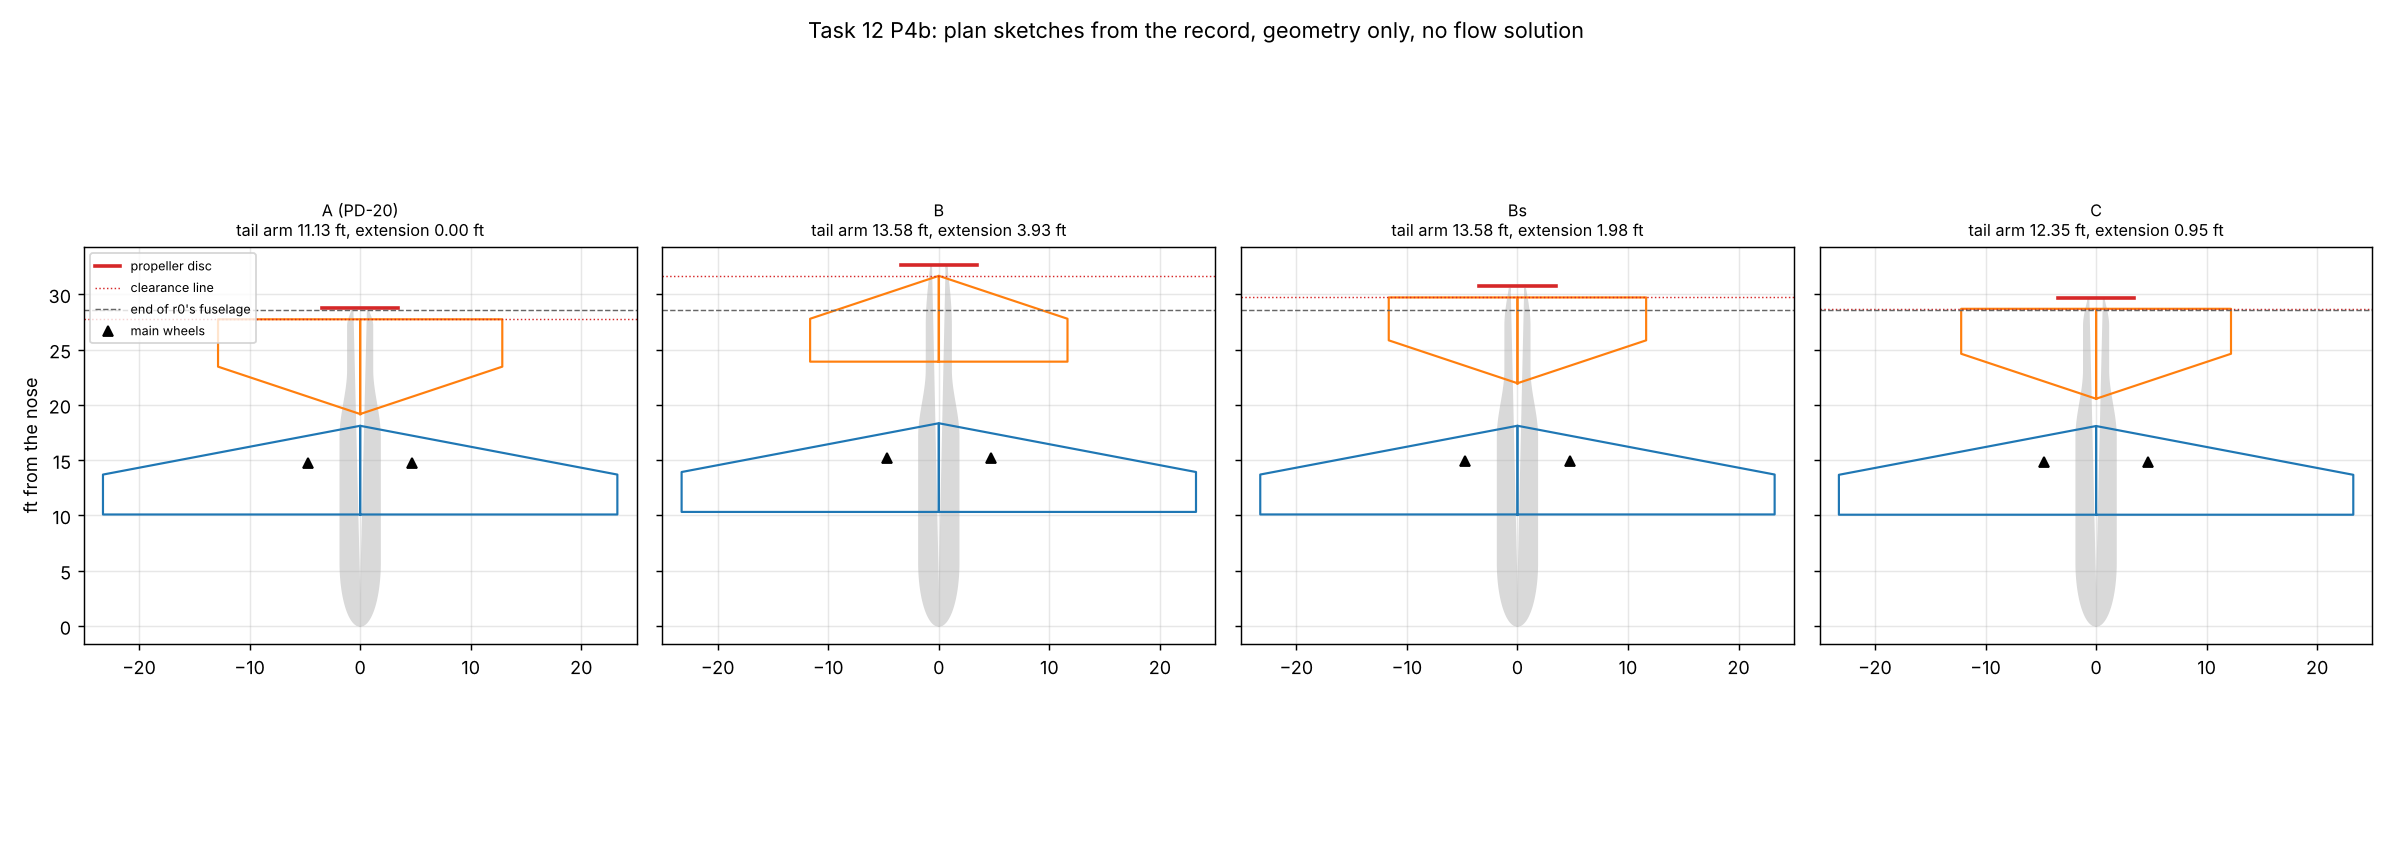 Task 12 P4b: plan sketches from the record, geometry only, no flow solution
A (PD-20)
tail arm 11.13 ft, extension 0.00 ft
B
tail arm 13.58 ft, extension 3.93 ft
Bs
tail arm 13.58 ft, extension 1.98 ft
C
tail arm 12.35 ft, extension 0.95 ft
propeller disc
clearance line
end of r0's fuselage
main wheels
ft from the nose
30
25
20
15
10
5
0
−20 −10 0 10 20
−20 −10 0 10 20
−20 −10 0 10 20
−20 −10 0 10 20